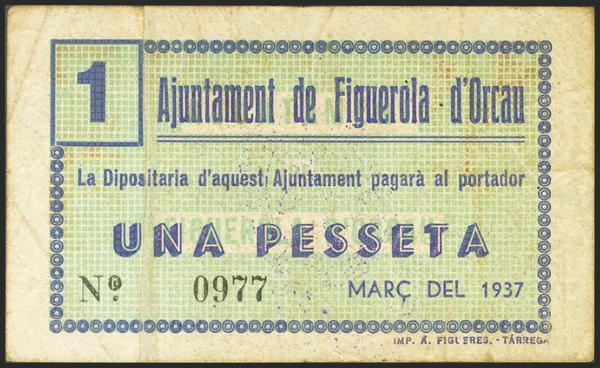 1
Ajuntament de Figuerola d'Orcau
La Dipositaria d'aquest Ajuntament pagarà al portador
UNA PESSETA
Nº. 0977 MARÇ DEL 1937
IMP. A. FIGUERES. - TÁRREGA